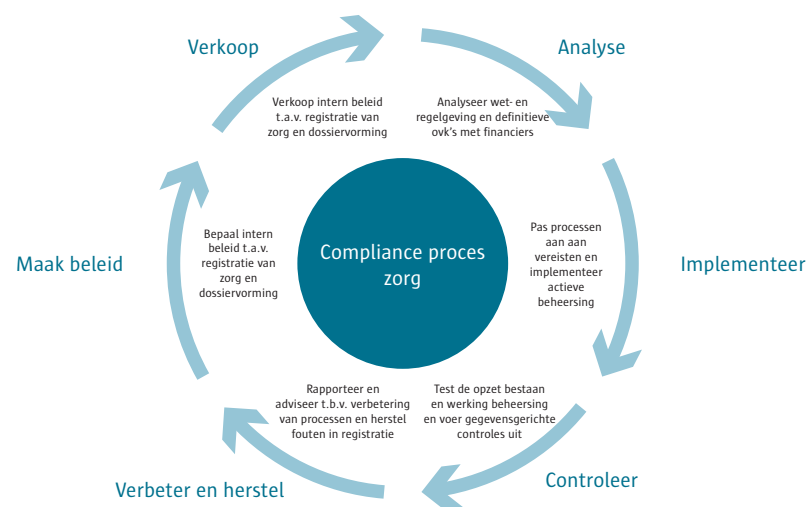 Verkoop
Analyse
Verkoop intern beleid
t.a.v. registratie van
zorg en dossiervorming
Analyseer wet- en
regelgeving en definitieve
ovk's met financiers
Maak beleid
Bepaal intern
beleid t.a.v.
registratie van
zorg en
dossiervorming
Compliance proces
zorg
Pas processen
aan aan
vereisten en
implementeer
actieve
beheersing
Implementeer
Rapporteer en
adviseer t.b.v. verbetering
van processen en herstel
fouten in registratie
Test de opzet bestaan
en werking beheersing
en voer gegevensgerichte
controles uit
Verbeter en herstel
Controleer